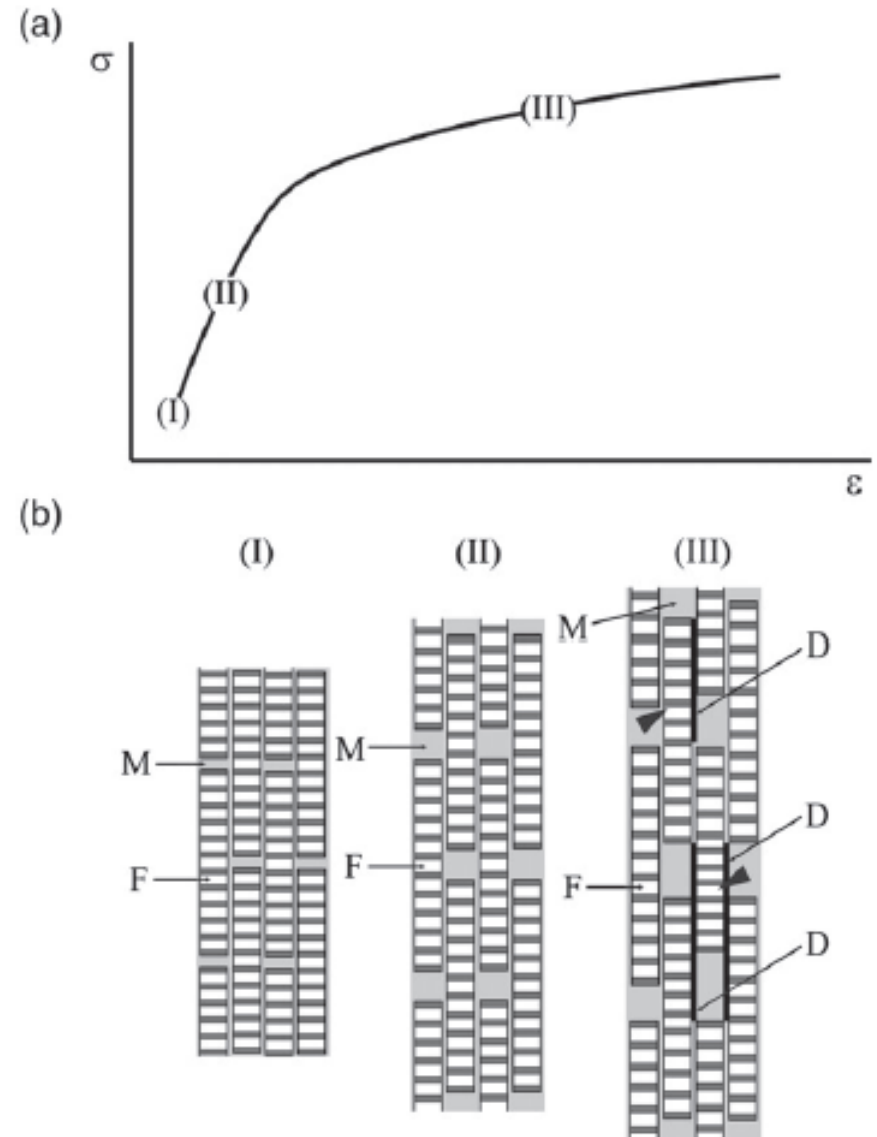 (a)
σ
(III)
(II)
(I)
ε
(b)
(I) (II) (III)
M D
M M
D
F F F
D